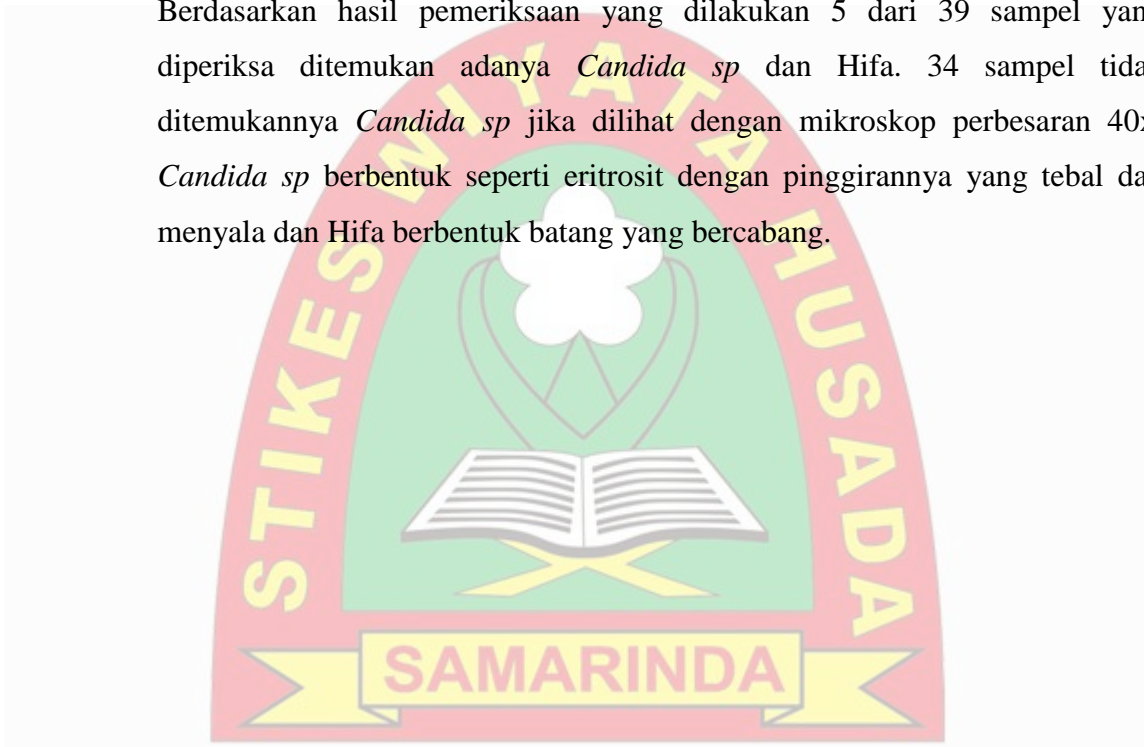 Berdasarkan hasil pemeriksaan yang dilakukan 5 dari 39 sampel yan
diperiksa ditemukan adanya Candida sp dan Hifa. 34 sampel tida
ditemukannya Candida sp jika dilihat dengan mikroskop perbesaran 40x
Candida sp berbentuk seperti eritrosit dengan pinggirannya yang tebal da
menyala dan Hifa berbentuk batang yang bercabang.
STIKES WIYATA HUSADA
SAMARINDA